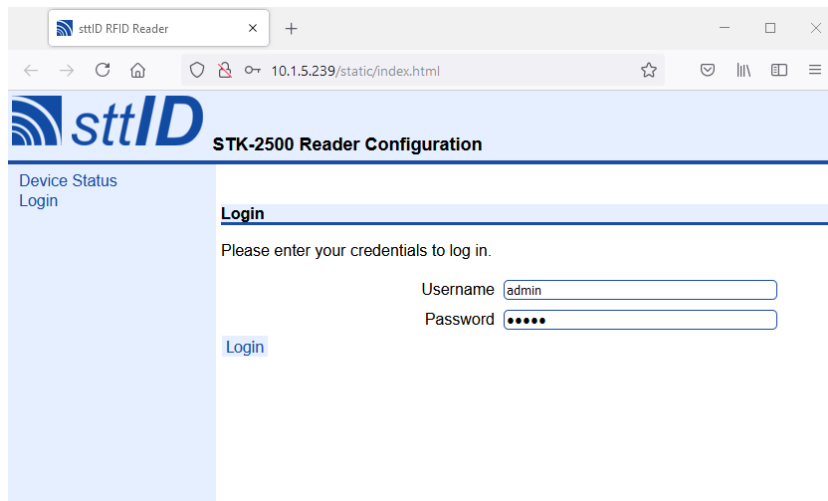 sttID RFID Reader
10.1.5.239/static/index.html
sttID
STK-2500 Reader Configuration
Device Status
Login
Login
Please enter your credentials to log in.
Username admin
Password •••••
Login